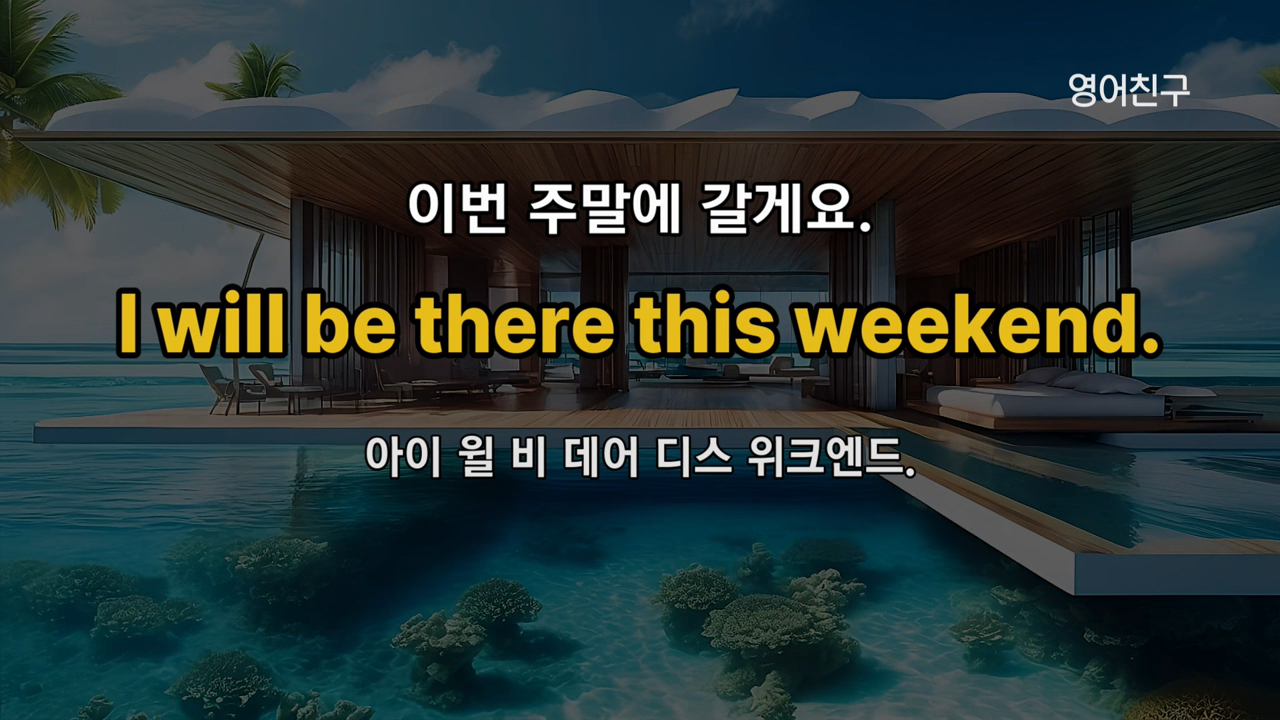 영어친구
이번 주말에 갈게요.
I will be there this weekend.
아이 윌 비 데어 디스 위크엔드.